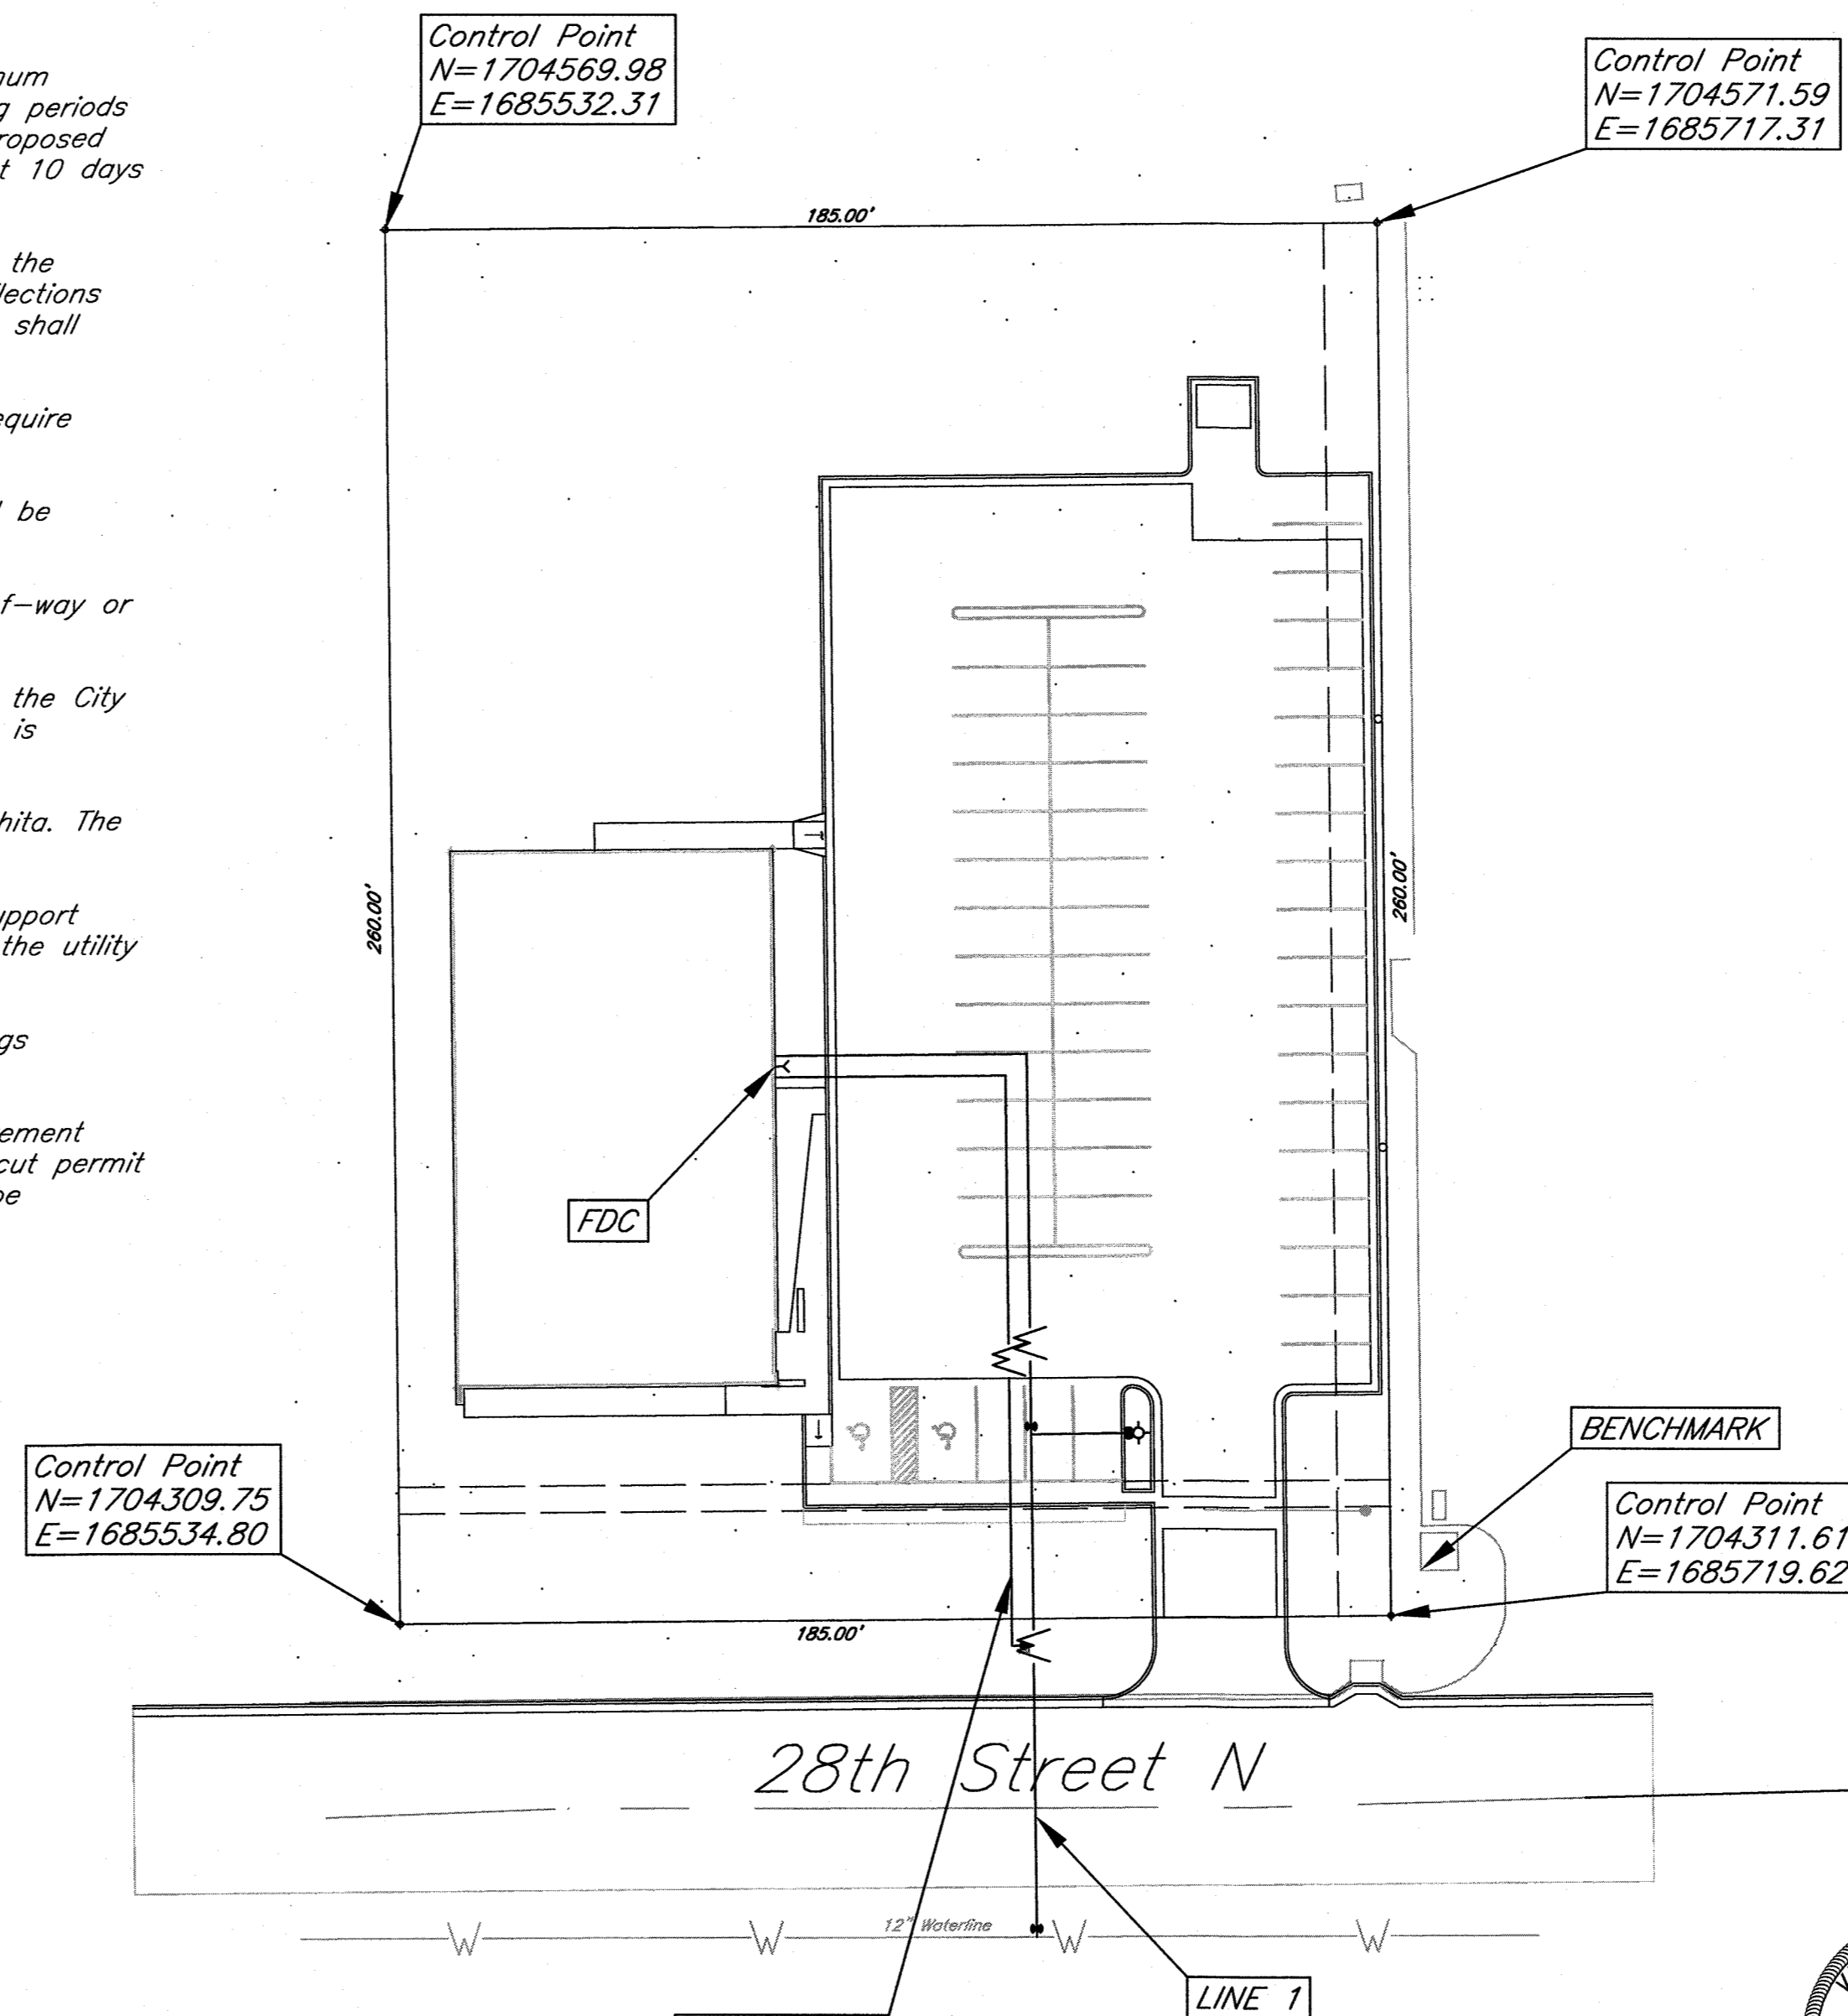 num
g periods
roposed
t 10 days
the
lections
shall
equire
l be
f-way or
the City
is
hita. The
upport
the utility
gs
ement
cut permit
be
Control Point
N=1704569.98
E=1685532.31
Control Point
N=1704571.59
E=1685717.31
185.00'
260.00'
260.00'
FDC
BENCHMARK
Control Point
N=1704309.75
E=1685534.80
Control Point
N=1704311.61
E=1685719.62
185.00'
28th Street N
12" Waterline
W W W W
LINE 1